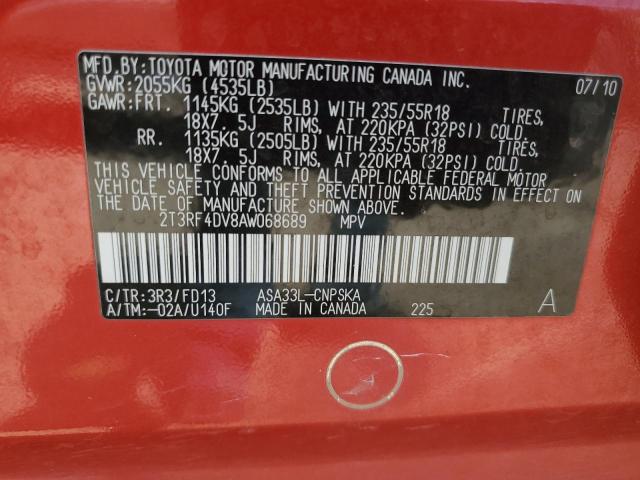 MFD.BY:TOYOTA MOTOR MANUFACTURING CANADA INC.
GVWR:2055KG (4535LB) 07/10
GAWR:FRT. 1145KG (2535LB) WITH 235/55R18 TIRES,
18X7. 5J RIMS, AT 220KPA (32PSI) COLD.
RR. 1135KG (2505LB) WITH 235/55R18 TIRES,
18X7. 5J RIMS, AT 220KPA (32PSI) COLD.
THIS VEHICLE CONFORMS TO ALL APPLICABLE FEDERAL MOTOR
VEHICLE SAFETY AND THEFT PREVENTION STANDARDS IN EFFECT ON
THE DATE OF MANUFACTURE SHOWN ABOVE.
2T3RF4DV8AW068689 MPV
C/TR:3R3/FD13 ASA33L-CNPSKA
A/TM:-02A/U140F MADE IN CANADA 225 A